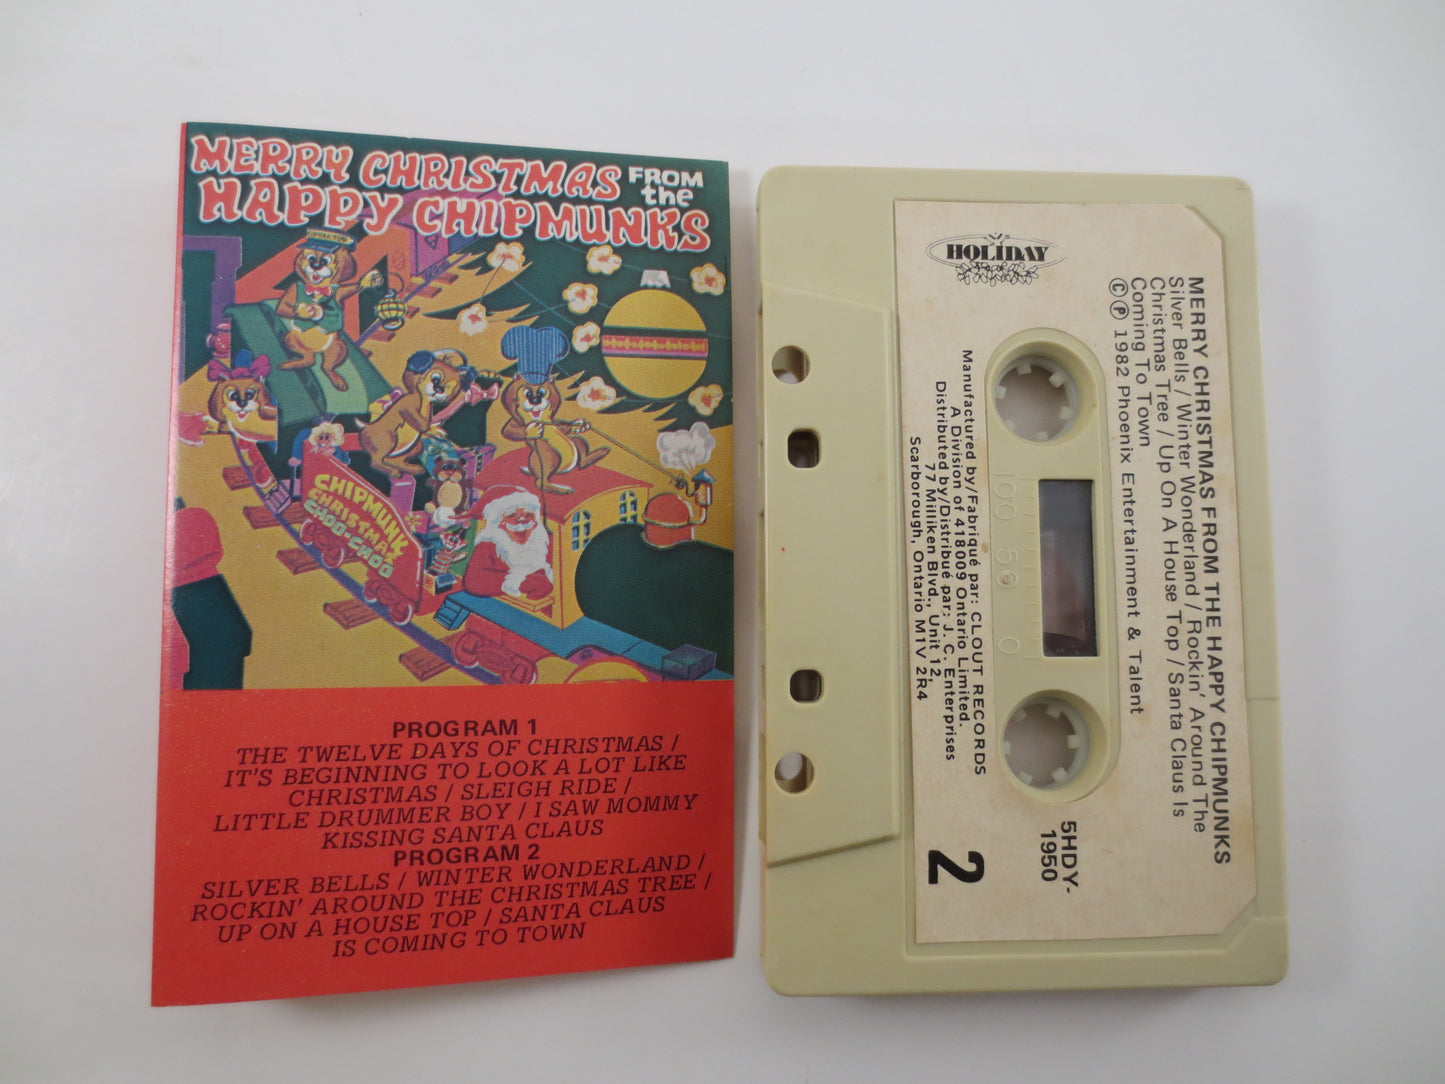 MERRY CHRISTMAS FROM
the
HAPPY CHIPMUNKS
CHIPMUNK
CHRISTMAS
CHOO-CHOO
PROGRAM 1
THE TWELVE DAYS OF CHRISTMAS /
IT'S BEGINNING TO LOOK A LOT LIKE
CHRISTMAS / SLEIGH RIDE /
LITTLE DRUMMER BOY / I SAW MOMMY
KISSING SANTA CLAUS
PROGRAM 2
SILVER BELLS / WINTER WONDERLAND /
ROCKIN' AROUND THE CHRISTMAS TREE /
UP ON A HOUSE TOP / SANTA CLAUS
IS COMING TO TOWN
HOLIDAY
MERRY CHRISTMAS FROM THE HAPPY CHIPMUNKS
Silver Bells / Winter Wonderland / Rockin' Around The
Christmas Tree / Up On A House Top / Santa Claus Is
Coming To Town
©℗ 1982 Phoenix Entertainment & Talent
100 50 0
Manufactured by/Fabriqué par: CLOUT RECORDS
A Division of 418009 Ontario Limited.
Distributed by/Distribué par: J. C. Enterprises
77 Milliken Blvd., Unit 12,
Scarborough, Ontario M1V 2R4
5HDY-
1950
2